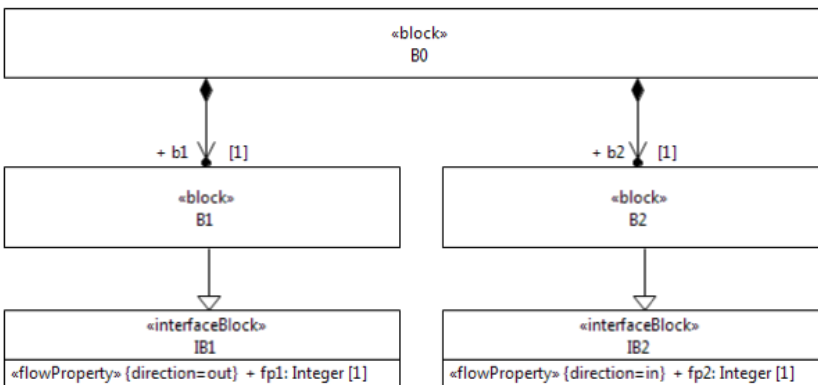 «block»
B0
+ b1 [1]
+ b2 [1]
«block»
B1
«block»
B2
«interfaceBlock»
IB1
«flowProperty» {direction=out} + fp1: Integer [1]
«interfaceBlock»
IB2
«flowProperty» {direction=in} + fp2: Integer [1]